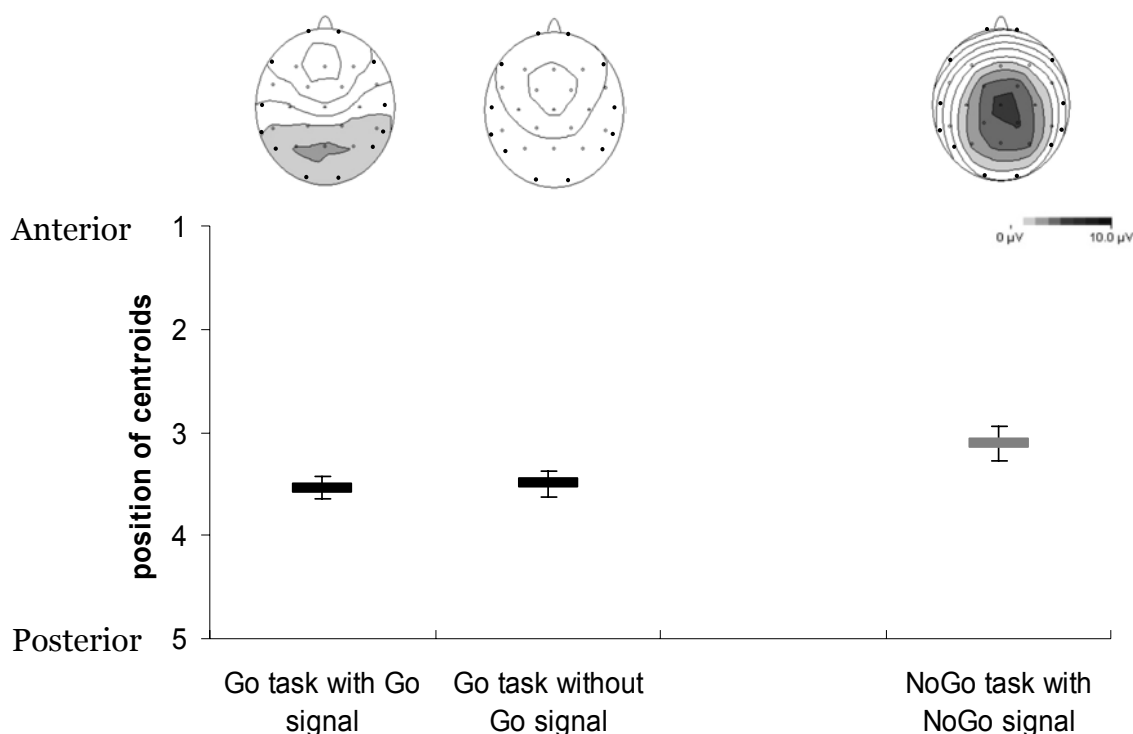 Anterior
1
0 µV
10.0 µV
position of centroids
2
3
4
Posterior
5
Go task with Go
signal
Go task without
Go signal
NoGo task with
NoGo signal